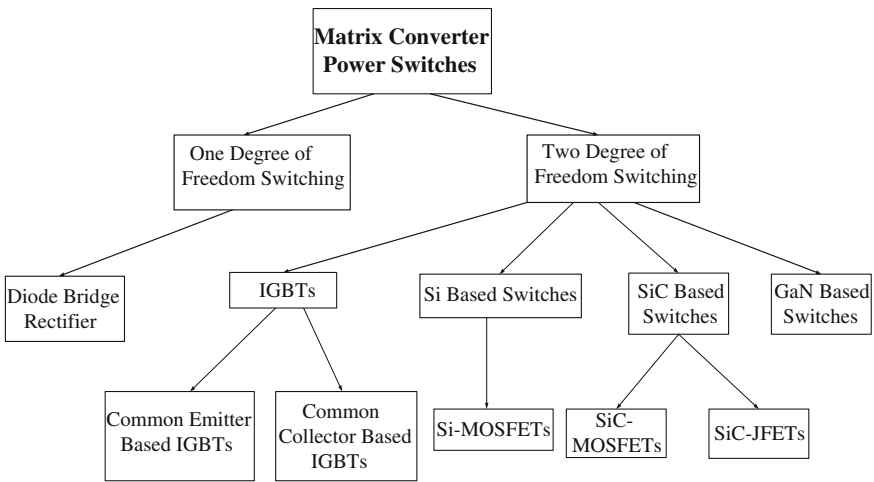 Matrix Converter
Power Switches
One Degree of
Freedom Switching
Two Degree of
Freedom Switching
Diode Bridge
Rectifier
IGBTs
Si Based Switches
SiC Based
Switches
GaN Based
Switches
Common Emitter
Based IGBTs
Common
Collector Based
IGBTs
Si-MOSFETs
SiC-
MOSFETs
SiC-JFETs